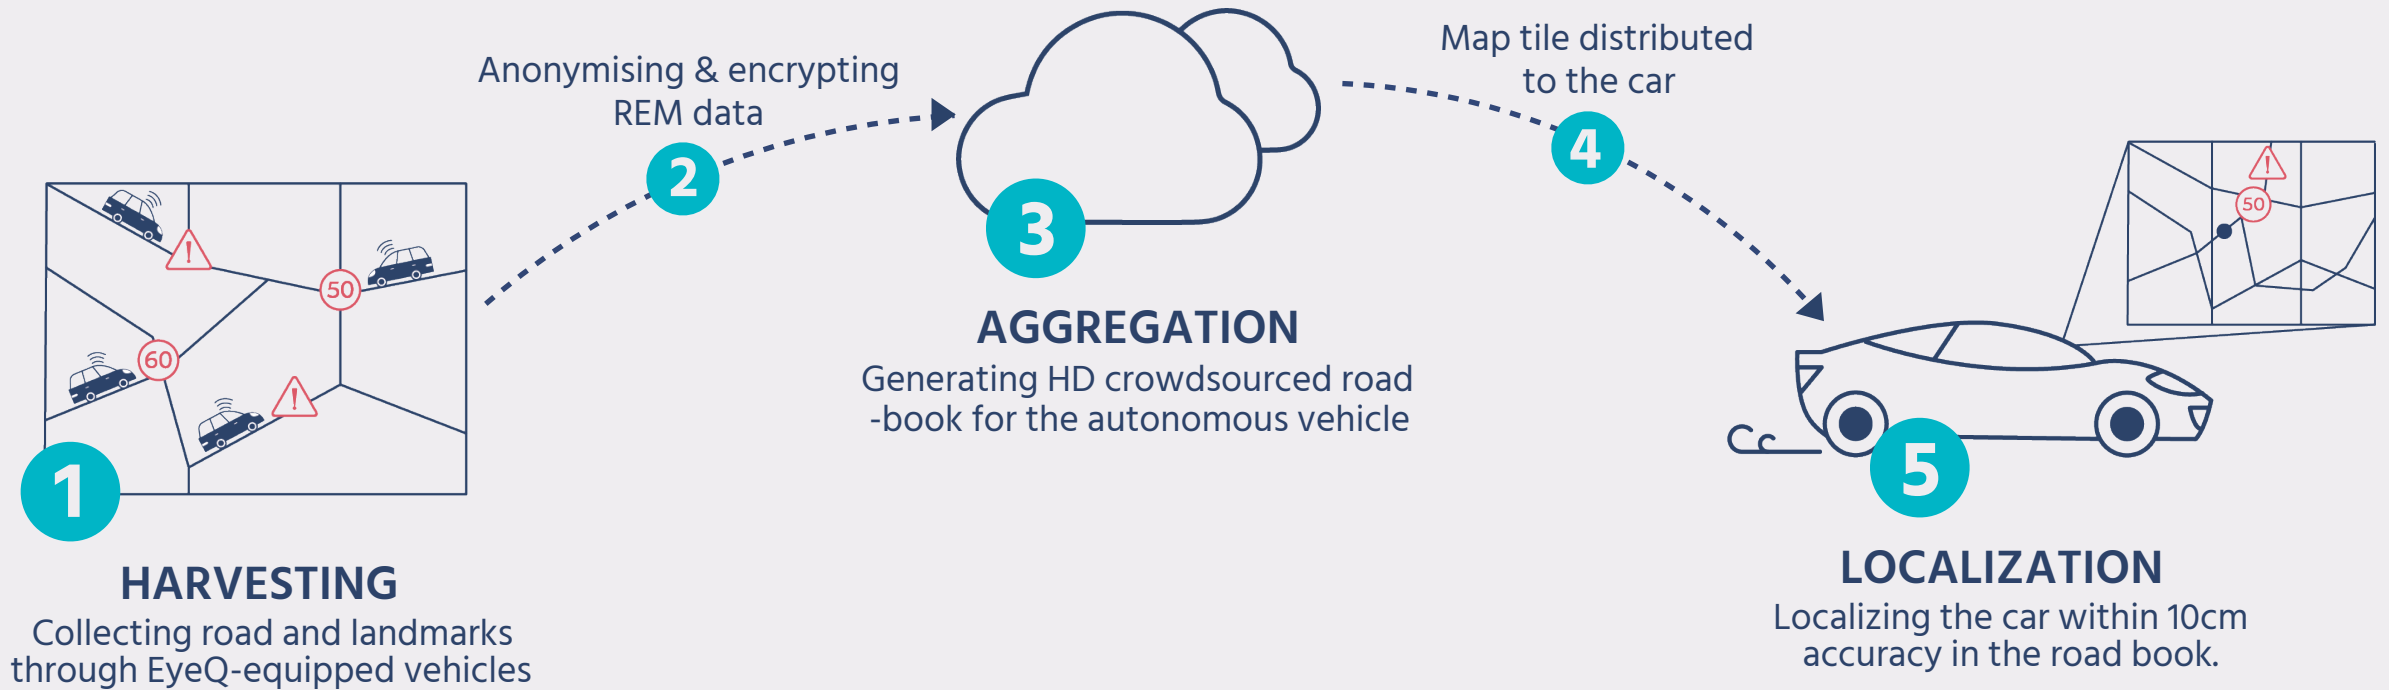 50
60
1
HARVESTING
Collecting road and landmarks
through EyeQ-equipped vehicles
Anonymising & encrypting
REM data
2
3
AGGREGATION
Generating HD crowdsourced road
-book for the autonomous vehicle
Map tile distributed
to the car
4
50
5
LOCALIZATION
Localizing the car within 10cm
accuracy in the road book.